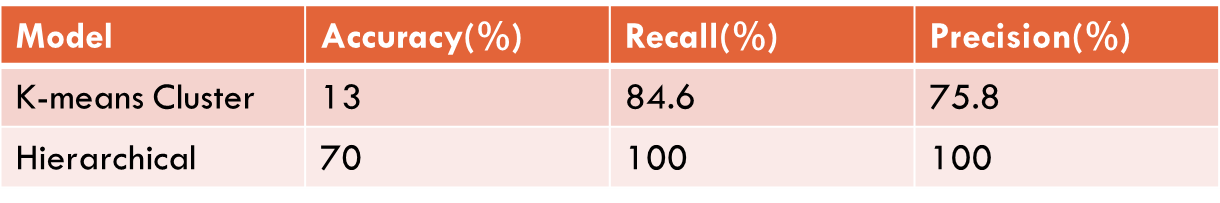 Model Accuracy(%) Recall(%) Precision(%)
K-means Cluster 13 84.6 75.8
Hierarchical 70 100 100